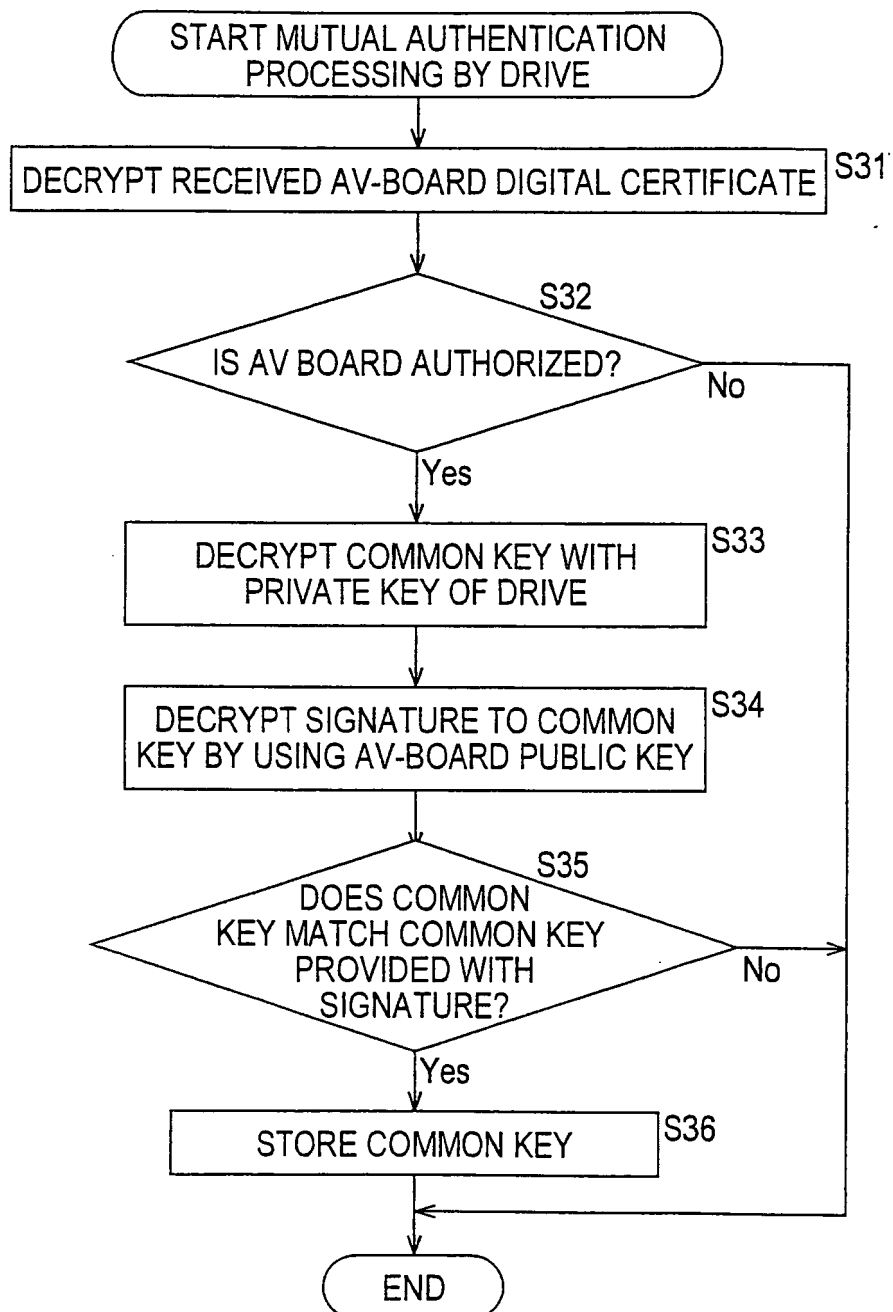 START MUTUAL AUTHENTICATION
PROCESSING BY DRIVE
DECRYPT RECEIVED AV-BOARD DIGITAL CERTIFICATE
S31
S32
IS AV BOARD AUTHORIZED?
No
Yes
DECRYPT COMMON KEY WITH
PRIVATE KEY OF DRIVE
S33
DECRYPT SIGNATURE TO COMMON
KEY BY USING AV-BOARD PUBLIC KEY
S34
S35
DOES COMMON
KEY MATCH COMMON KEY
PROVIDED WITH
SIGNATURE?
No
Yes
STORE COMMON KEY
S36
END